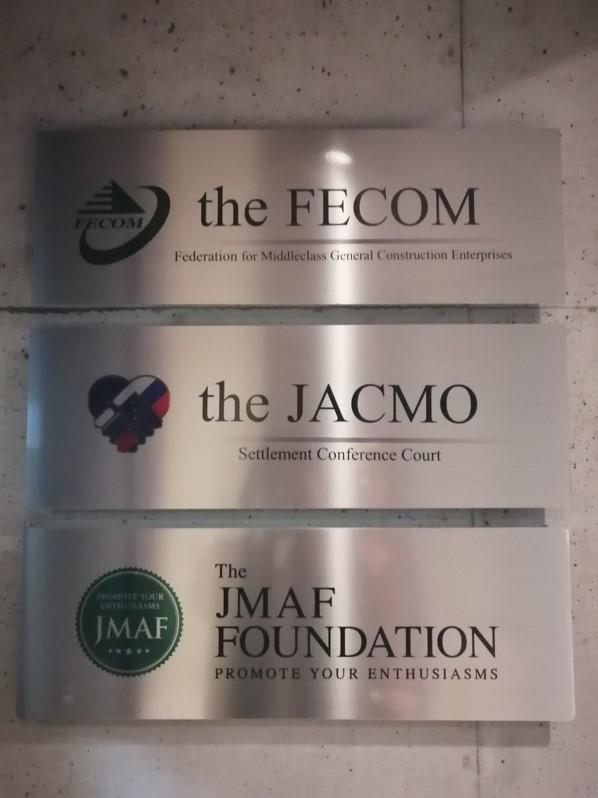 FECOM
the FECOM
Federation for Middleclass General Construction Enterprises
the JACMO
Settlement Conference Court
PROMOTE YOUR
ENTHUSIASMS
JMAF
The
JMAF
FOUNDATION
PROMOTE YOUR ENTHUSIASMS